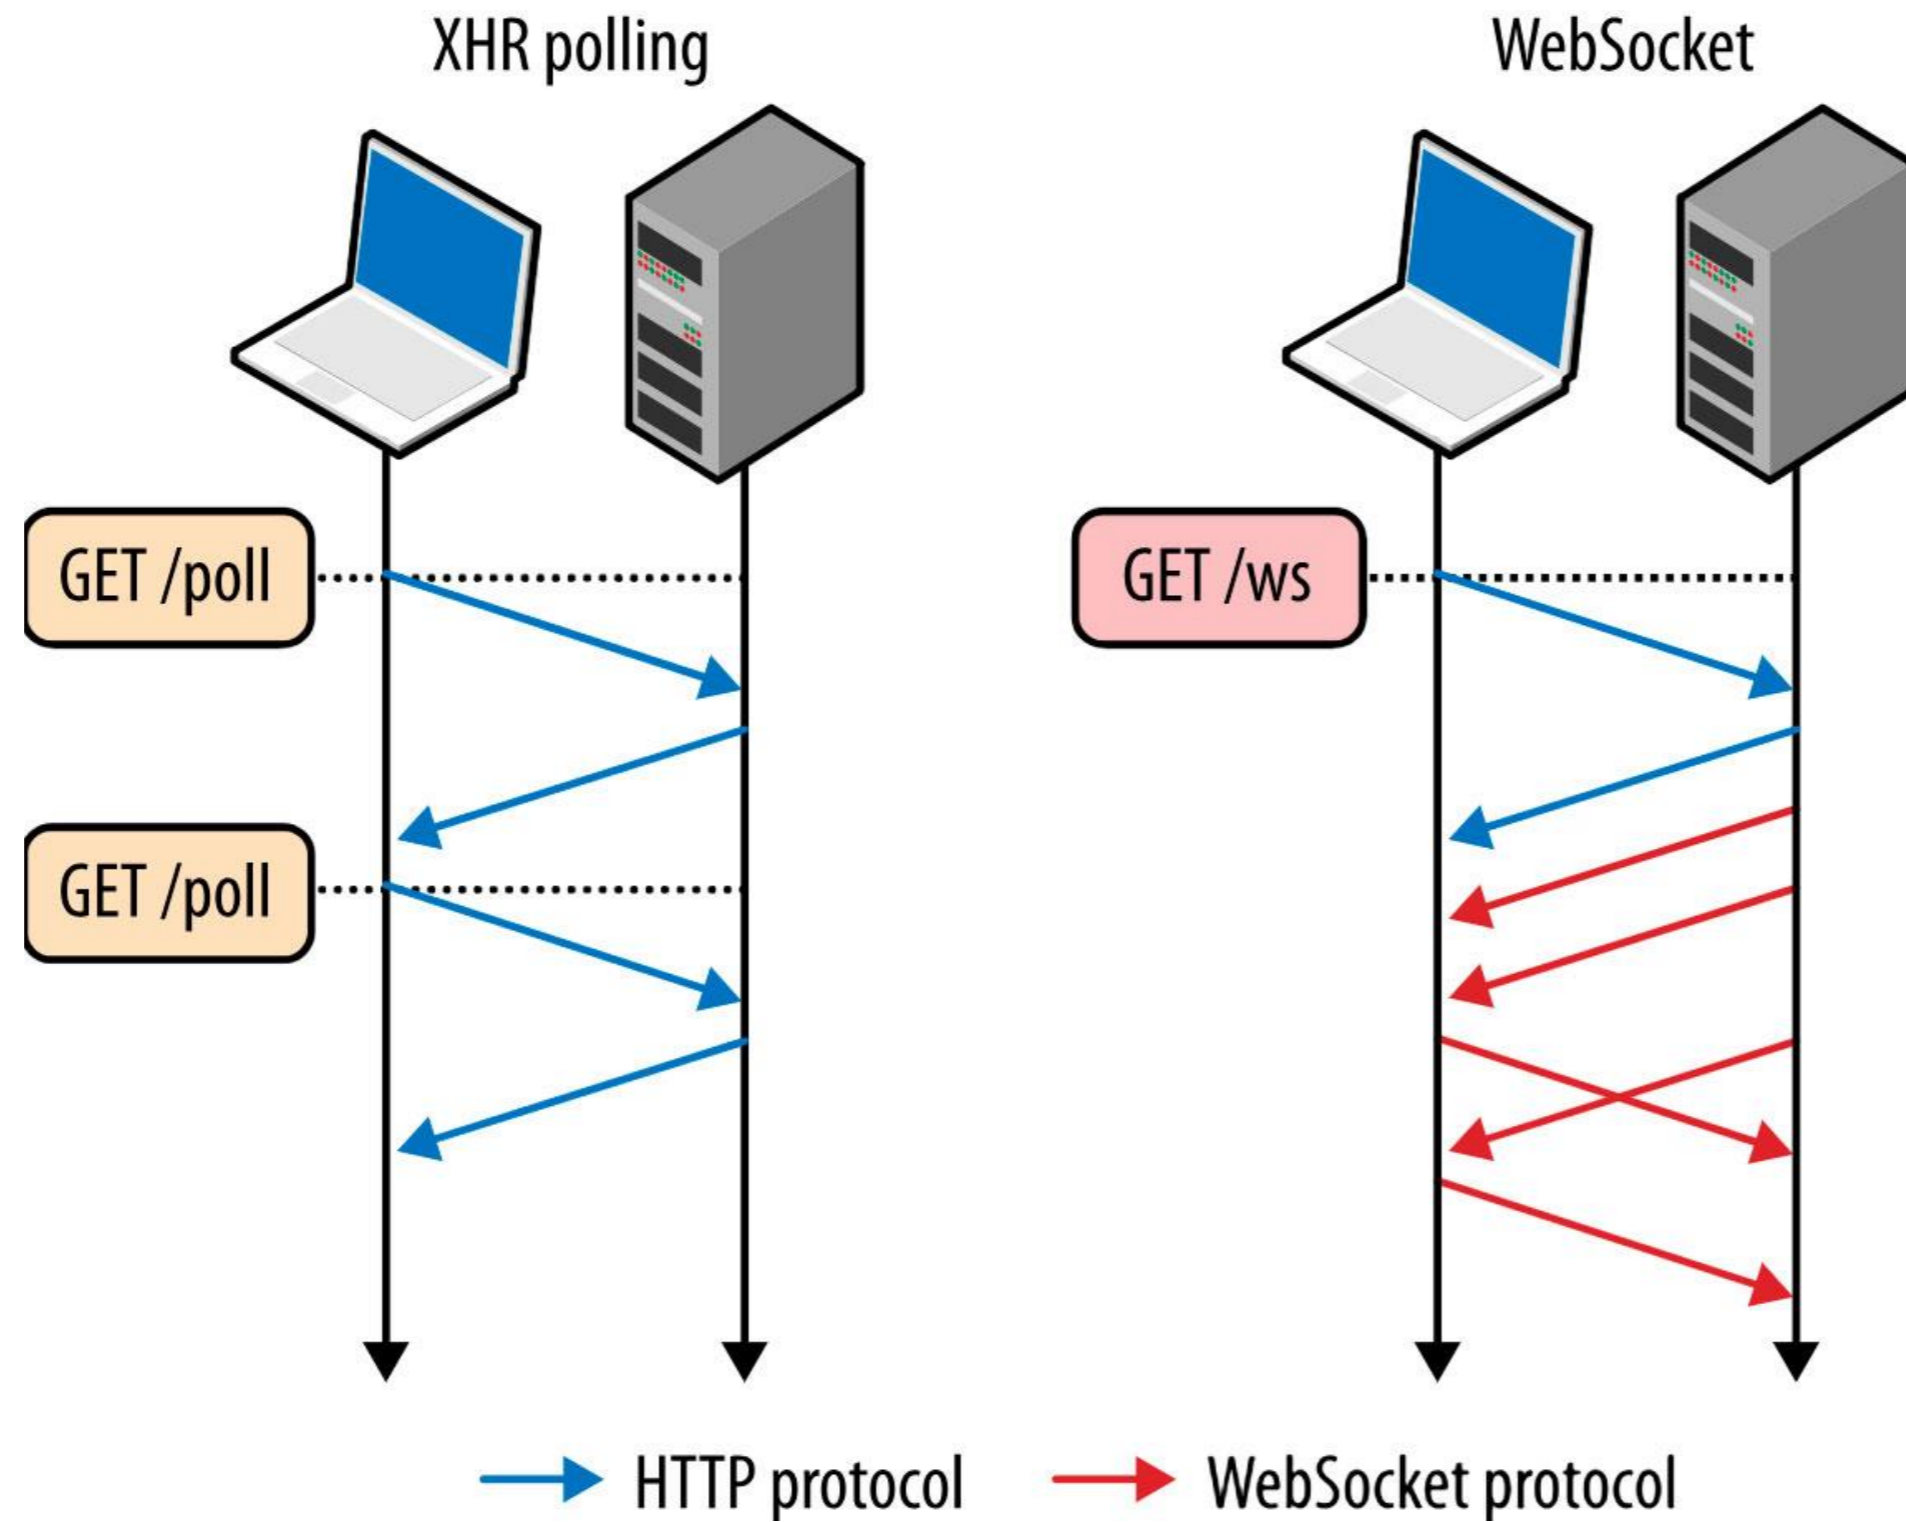 XHR polling
WebSocket
GET /poll
GET /ws
GET /poll
HTTP protocol
WebSocket protocol